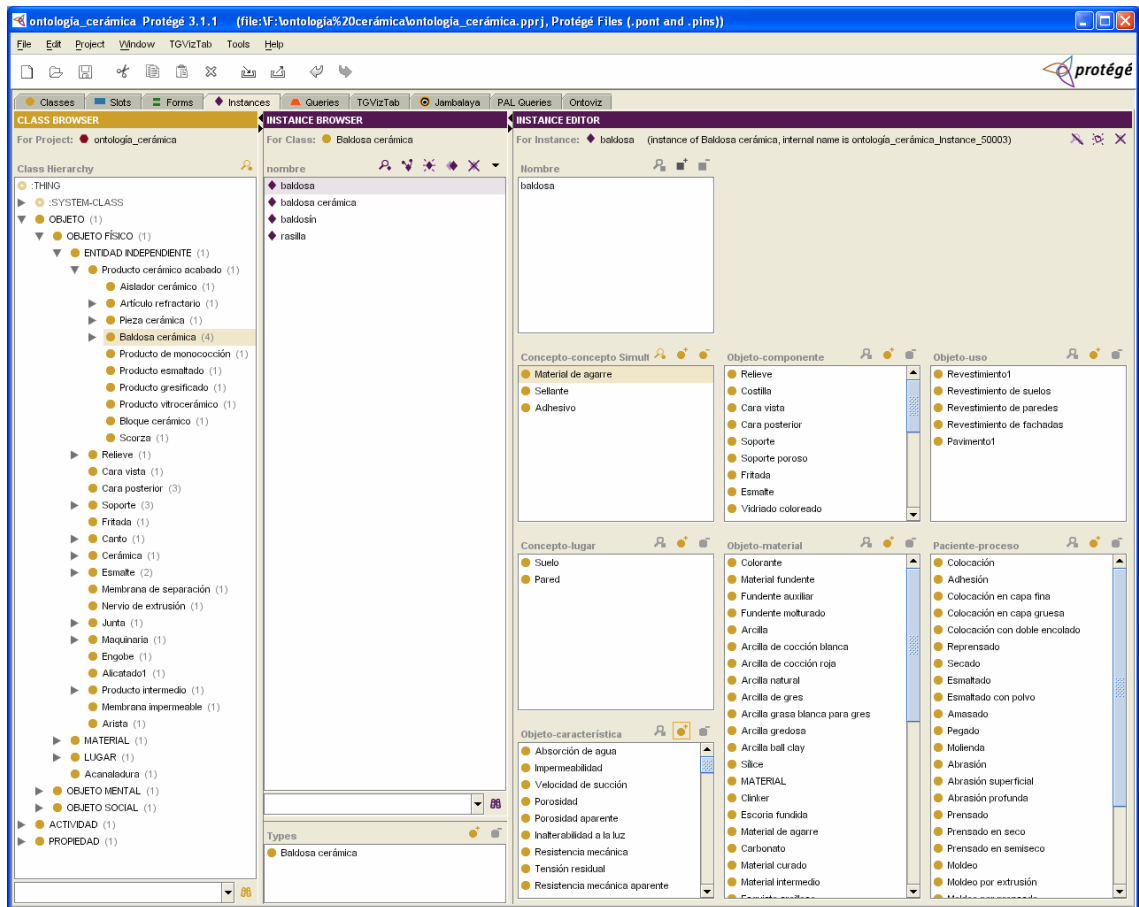 ontología_cerámica Protégé 3.1.1 (file:\F:\ontologia%20cerámica\ontología_cerámica.pprj, Protégé Files (.pont and .pins))
File Edit Project Window TGVizTab Tools Help
protégé
Classes Slots Forms Instances Queries TGVizTab Jambalaya PAL Queries Ontoviz
CLASS BROWSER
For Project: ontología_cerámica
Class Hierarchy
:THING
:SYSTEM-CLASS
OBJETO (1)
OBJETO FÍSICO (1)
ENTIDAD INDEPENDIENTE (1)
Producto cerámico acabado (1)
Aislador cerámico (1)
Artículo refractario (1)
Pieza cerámica (1)
Baldosa cerámica (4)
Producto de monococción (1)
Producto esmaltado (1)
Producto gresificado (1)
Producto vitrocerámico (1)
Bloque cerámico (1)
Scorza (1)
Relieve (1)
Cara vista (1)
Cara posterior (3)
Soporte (3)
Fritada (1)
Canto (1)
Cerámica (1)
Esmalte (2)
Membrana de separación (1)
Nervio de extrusión (1)
Junta (1)
Maquinaria (1)
Engobe (1)
Alicatado1 (1)
Producto intermedio (1)
Membrana impermeable (1)
Arista (1)
MATERIAL (1)
LUGAR (1)
Acanaladura (1)
OBJETO MENTAL (1)
OBJETO SOCIAL (1)
ACTIVIDAD (1)
PROPIEDAD (1)
INSTANCE BROWSER
For Class: Baldosa cerámica
nombre
baldosa
baldosa cerámica
baldosín
rasilla
Types
Baldosa cerámica
INSTANCE EDITOR
For Instance: baldosa (instance of Baldosa cerámica, internal name is ontología_cerámica_Instance_50003)
Nombre
baldosa
Concepto-concepto Simult
Material de agarre
Sellante
Adhesivo
Objeto-componente
Relieve
Costilla
Cara vista
Cara posterior
Soporte
Soporte poroso
Fritada
Esmalte
Vidriado coloreado
Objeto-uso
Revestimiento1
Revestimiento de suelos
Revestimiento de paredes
Revestimiento de fachadas
Pavimento1
Concepto-lugar
Suelo
Pared
Objeto-característica
Absorción de agua
Impermeabilidad
Velocidad de succión
Porosidad
Porosidad aparente
Inalterabilidad a la luz
Resistencia mecánica
Tensión residual
Resistencia mecánica aparente
Objeto-material
Colorante
Material fundente
Fundente auxiliar
Fundente molturado
Arcilla
Arcilla de cocción blanca
Arcilla de cocción roja
Arcilla natural
Arcilla de gres
Arcilla grasa blanca para gres
Arcilla gredosa
Arcilla ball clay
Sílice
MATERIAL
Clinker
Escoria fundida
Material de agarre
Carbonato
Material curado
Material intermedio
Paciente-proceso
Colocación
Adhesión
Colocación en capa fina
Colocación en capa gruesa
Colocación con doble encolado
Reprensado
Secado
Esmaltado
Esmaltado con polvo
Amasado
Pegado
Molienda
Abrasión
Abrasión superficial
Abrasión profunda
Prensado
Prensado en seco
Prensado en semiseco
Moldeo
Moldeo por extrusión